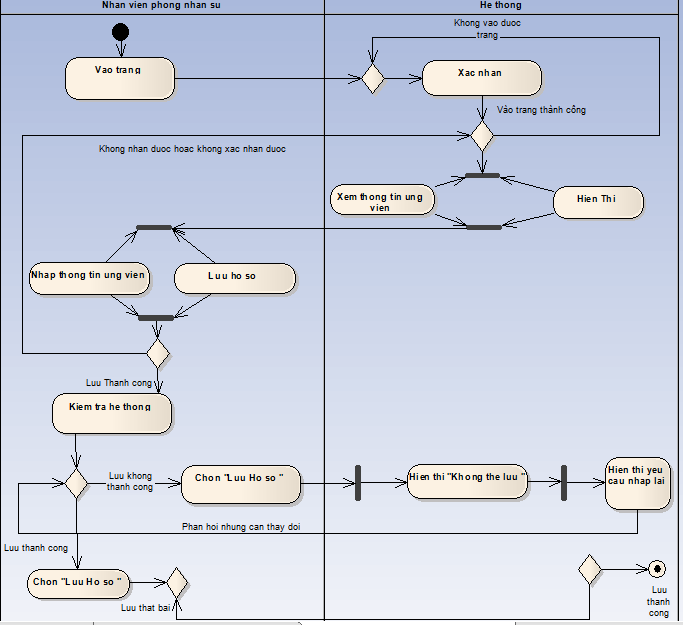 Nhan vien phong nhan su
He thong
Khong vao duoc
trang
Vao trang
Xac nhan
Vào trang thành công
Khong nhan duoc hoac khong xac nhan duoc
Xem thong tin ung
vien
Hien Thi
Nhap thong tin ung vien
Luu ho so
Luu Thanh cong
Kiem tra he thong
Luu khong
thanh cong
Chon "Luu Ho so "
Hien thi "Khong the luu "
Hien thi yeu
cau nhap lai
Phan hoi nhung can thay doi
Luu thanh cong
Chon "Luu Ho so "
Luu that bai
Luu
thanh
cong